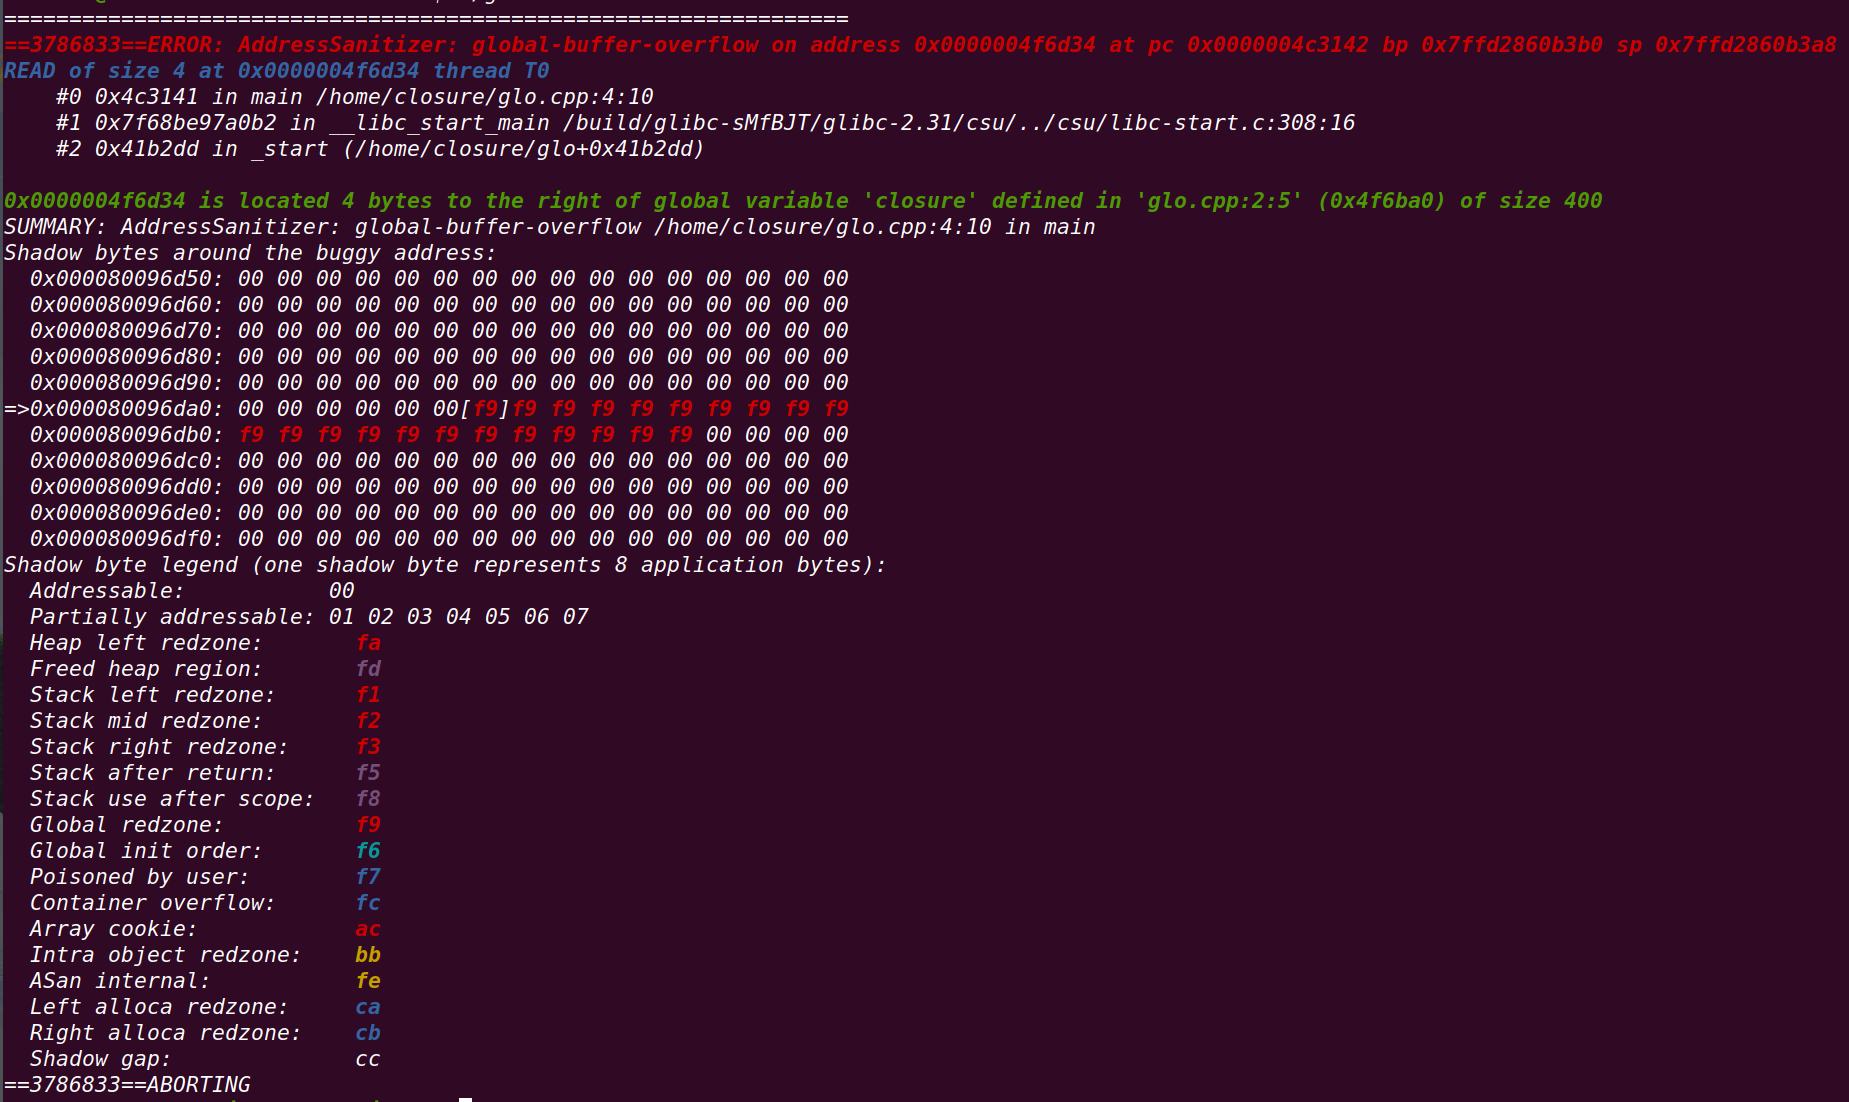 =================================================================
==3786833==ERROR: AddressSanitizer: global-buffer-overflow on address 0x0000004f6d34 at pc 0x0000004c3142 bp 0x7ffd2860b3b0 sp 0x7ffd2860b3a8
READ of size 4 at 0x0000004f6d34 thread T0
    #0 0x4c3141 in main /home/closure/glo.cpp:4:10
    #1 0x7f68be97a0b2 in __libc_start_main /build/glibc-sMfBJT/glibc-2.31/csu/../csu/libc-start.c:308:16
    #2 0x41b2dd in _start (/home/closure/glo+0x41b2dd)

0x0000004f6d34 is located 4 bytes to the right of global variable 'closure' defined in 'glo.cpp:2:5' (0x4f6ba0) of size 400
SUMMARY: AddressSanitizer: global-buffer-overflow /home/closure/glo.cpp:4:10 in main
Shadow bytes around the buggy address:
  0x000080096d50: 00 00 00 00 00 00 00 00 00 00 00 00 00 00 00 00
  0x000080096d60: 00 00 00 00 00 00 00 00 00 00 00 00 00 00 00 00
  0x000080096d70: 00 00 00 00 00 00 00 00 00 00 00 00 00 00 00 00
  0x000080096d80: 00 00 00 00 00 00 00 00 00 00 00 00 00 00 00 00
  0x000080096d90: 00 00 00 00 00 00 00 00 00 00 00 00 00 00 00 00
=>0x000080096da0: 00 00 00 00 00 00[f9]f9 f9 f9 f9 f9 f9 f9 f9 f9
  0x000080096db0: f9 f9 f9 f9 f9 f9 f9 f9 f9 f9 f9 f9 00 00 00 00
  0x000080096dc0: 00 00 00 00 00 00 00 00 00 00 00 00 00 00 00 00
  0x000080096dd0: 00 00 00 00 00 00 00 00 00 00 00 00 00 00 00 00
  0x000080096de0: 00 00 00 00 00 00 00 00 00 00 00 00 00 00 00 00
  0x000080096df0: 00 00 00 00 00 00 00 00 00 00 00 00 00 00 00 00
Shadow byte legend (one shadow byte represents 8 application bytes):
  Addressable:           00
  Partially addressable: 01 02 03 04 05 06 07
  Heap left redzone:       fa
  Freed heap region:       fd
  Stack left redzone:      f1
  Stack mid redzone:       f2
  Stack right redzone:     f3
  Stack after return:      f5
  Stack use after scope:   f8
  Global redzone:          f9
  Global init order:       f6
  Poisoned by user:        f7
  Container overflow:      fc
  Array cookie:            ac
  Intra object redzone:    bb
  ASan internal:           fe
  Left alloca redzone:     ca
  Right alloca redzone:    cb
  Shadow gap:              cc
==3786833==ABORTING